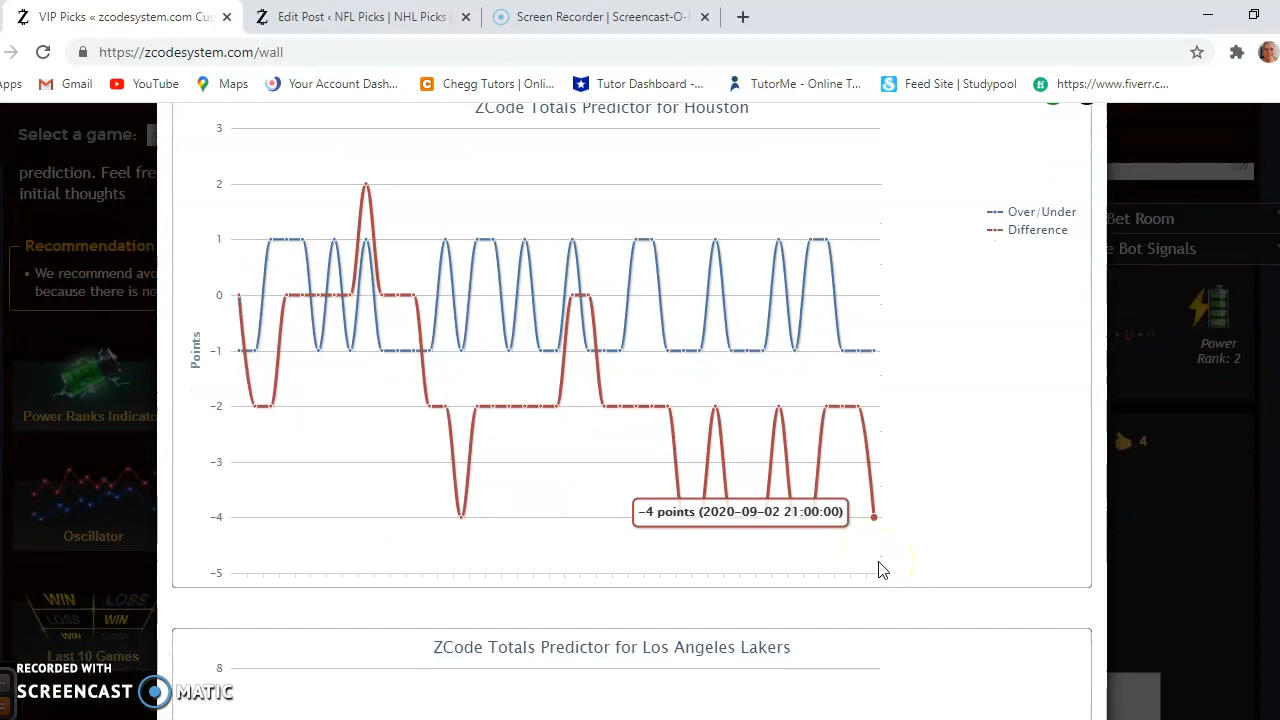 VIP Picks « zcodesystem.com Cus
Edit Post ‹ NFL Picks | NHL Picks |
Screen Recorder | Screencast-O-
https://zcodesystem.com/wall
Apps
Gmail
YouTube
Maps
Your Account Dash...
Chegg Tutors | Onli...
Tutor Dashboard -...
TutorMe - Online T...
Feed Site | Studypool
https://www.fiverr.c...
Select a game:
prediction. Feel fre
initial thoughts
Recommendation
• We recommend avo
because there is no
Power Ranks Indicato
Oscillator
WIN LOSS
LOSS WIN
WIN LOSS
Last 10 Games
RECORDED WITH
SCREENCAST MATIC
ZCode Totals Predictor for Houston
3
2
1
0
-1
-2
-3
-4
-5
Points
Over/Under
Difference
-4 points (2020-09-02 21:00:00)
ZCode Totals Predictor for Los Angeles Lakers
8
Bet Room
e Bot Signals
Power
Rank: 2
4